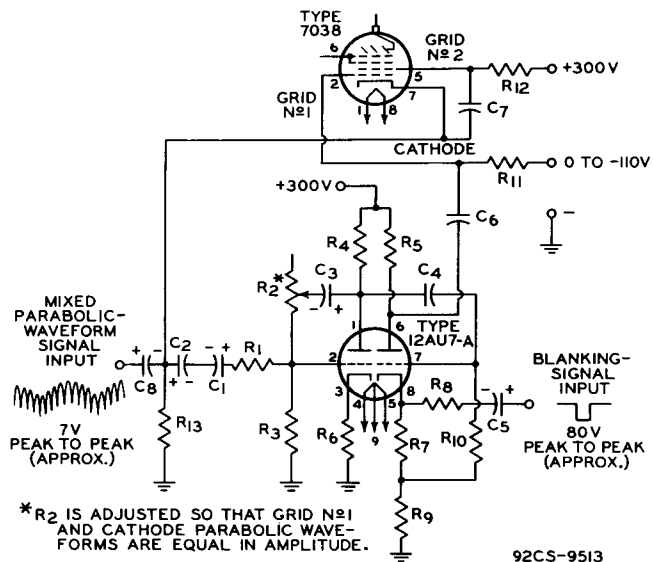 TYPE
7038
6
2
GRID
Nº2
5
7
+300V
R12
C7
GRID
Nº1
1
8
CATHODE
R11
0 TO -110V
+300V
C6
-
R4
R5
R2*
C3
C4
- +
MIXED
PARABOLIC-
WAVEFORM
SIGNAL
INPUT
1
6
TYPE
12AU7-A
+ -
C2
- +
R1
2
7
BLANKING-
SIGNAL
INPUT
C8
+ -
C1
3
4
5
8
R8
- +
C5
9
7V
PEAK TO PEAK
(APPROX.)
R13
R3
R6
R7
R10
80V
PEAK TO PEAK
(APPROX.)
R9
*R2 IS ADJUSTED SO THAT GRID Nº1
AND CATHODE PARABOLIC WAVE-
FORMS ARE EQUAL IN AMPLITUDE.
92CS-9513